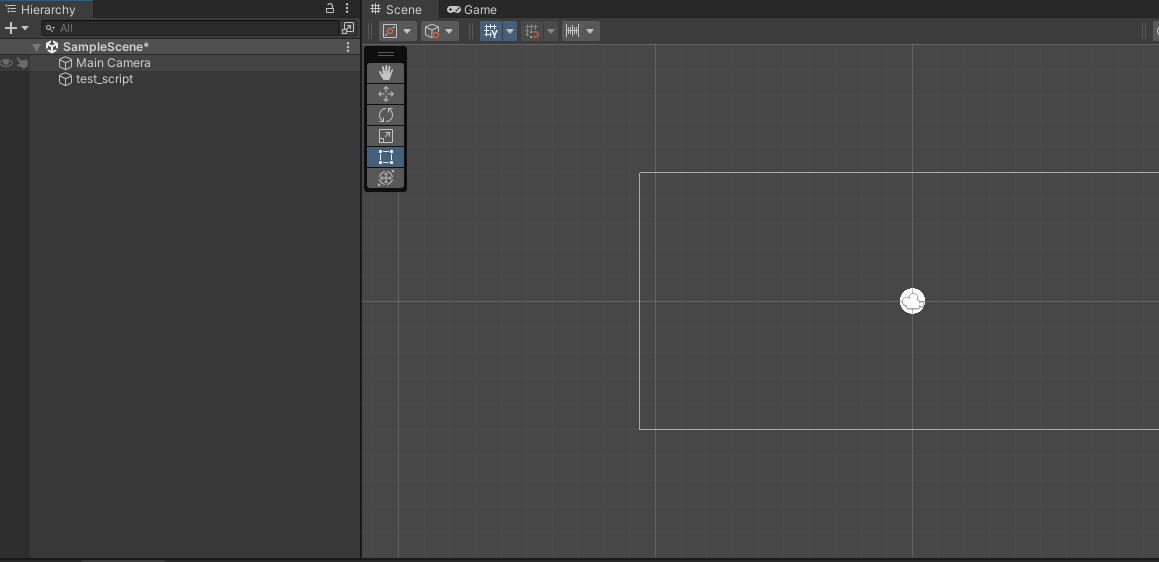 Hierarchy
All
SampleScene*
Main Camera
test_script
Scene
Game